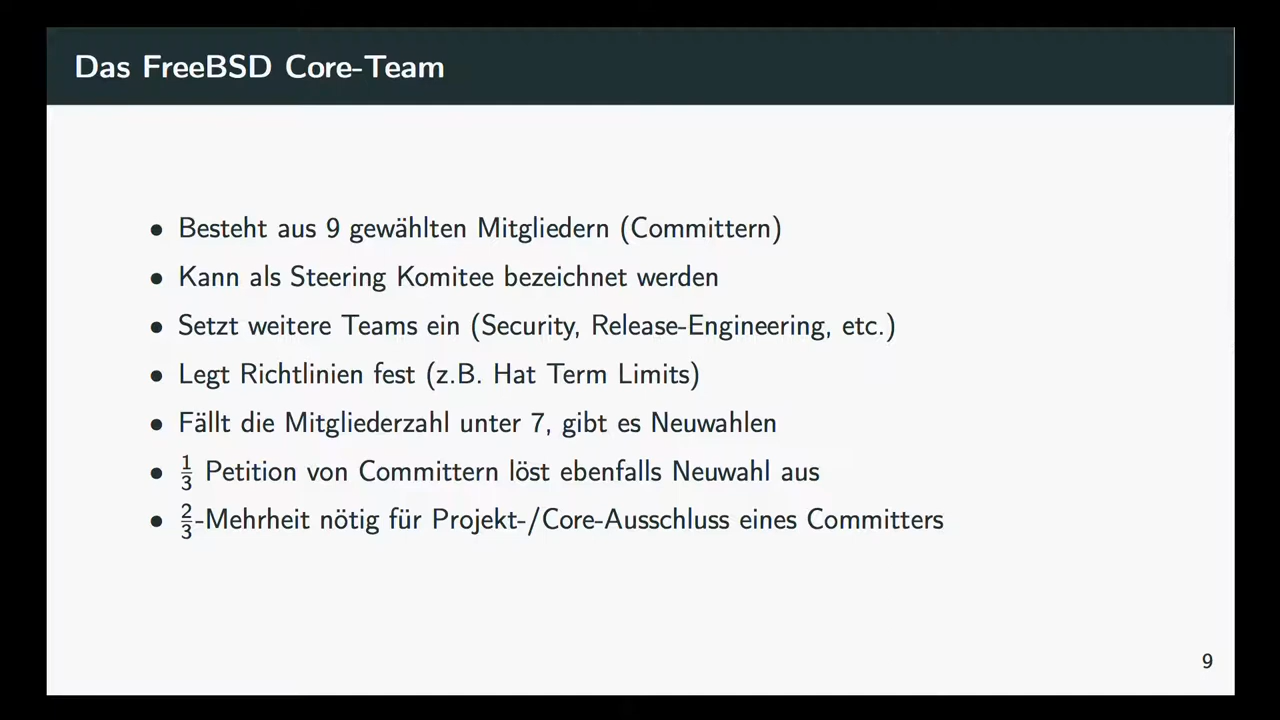 Das FreeBSD Core-Team
• Besteht aus 9 gewählten Mitgliedern (Committern)
• Kann als Steering Komitee bezeichnet werden
• Setzt weitere Teams ein (Security, Release-Engineering, etc.)
• Legt Richtlinien fest (z.B. Hat Term Limits)
• Fällt die Mitgliederzahl unter 7, gibt es Neuwahlen
• 1/3 Petition von Committern löst ebenfalls Neuwahl aus
• 2/3-Mehrheit nötig für Projekt-/Core-Ausschluss eines Committers
9